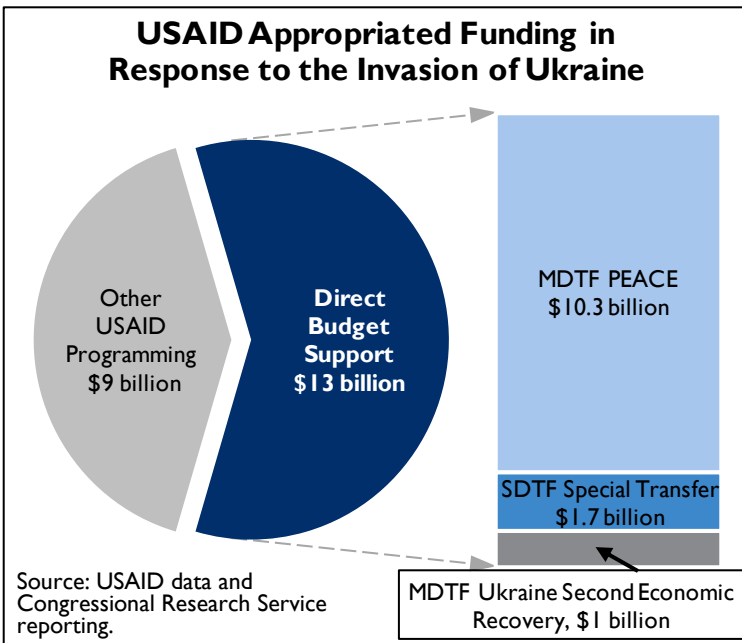 USAID Appropriated Funding in
Response to the Invasion of Ukraine
Other
USAID
Programming
$9 billion
Direct
Budget
Support
$13 billion
MDTF PEACE
$10.3 billion
SDTF Special Transfer
$1.7 billion
MDTF Ukraine Second Economic
Recovery, $1 billion
Source: USAID data and
Congressional Research Service
reporting.